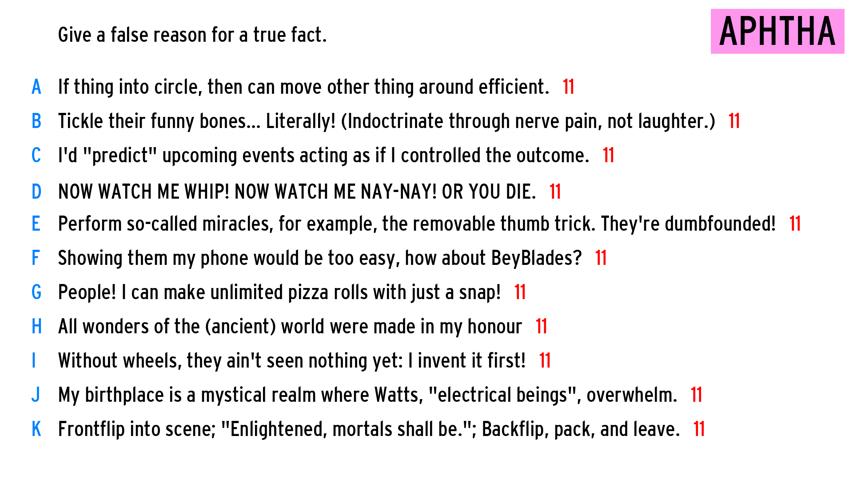 Give a false reason for a true fact.
APHTHA
A If thing into circle, then can move other thing around efficient. 11
B Tickle their funny bones... Literally! (Indoctrinate through nerve pain, not laughter.) 11
C I'd "predict" upcoming events acting as if I controlled the outcome. 11
D NOW WATCH ME WHIP! NOW WATCH ME NAY-NAY! OR YOU DIE. 11
E Perform so-called miracles, for example, the removable thumb trick. They're dumbfounded! 11
F Showing them my phone would be too easy, how about BeyBlades? 11
G People! I can make unlimited pizza rolls with just a snap! 11
H All wonders of the (ancient) world were made in my honour 11
I Without wheels, they ain't seen nothing yet: I invent it first! 11
J My birthplace is a mystical realm where Watts, "electrical beings", overwhelm. 11
K Frontflip into scene; "Enlightened, mortals shall be."; Backflip, pack, and leave. 11